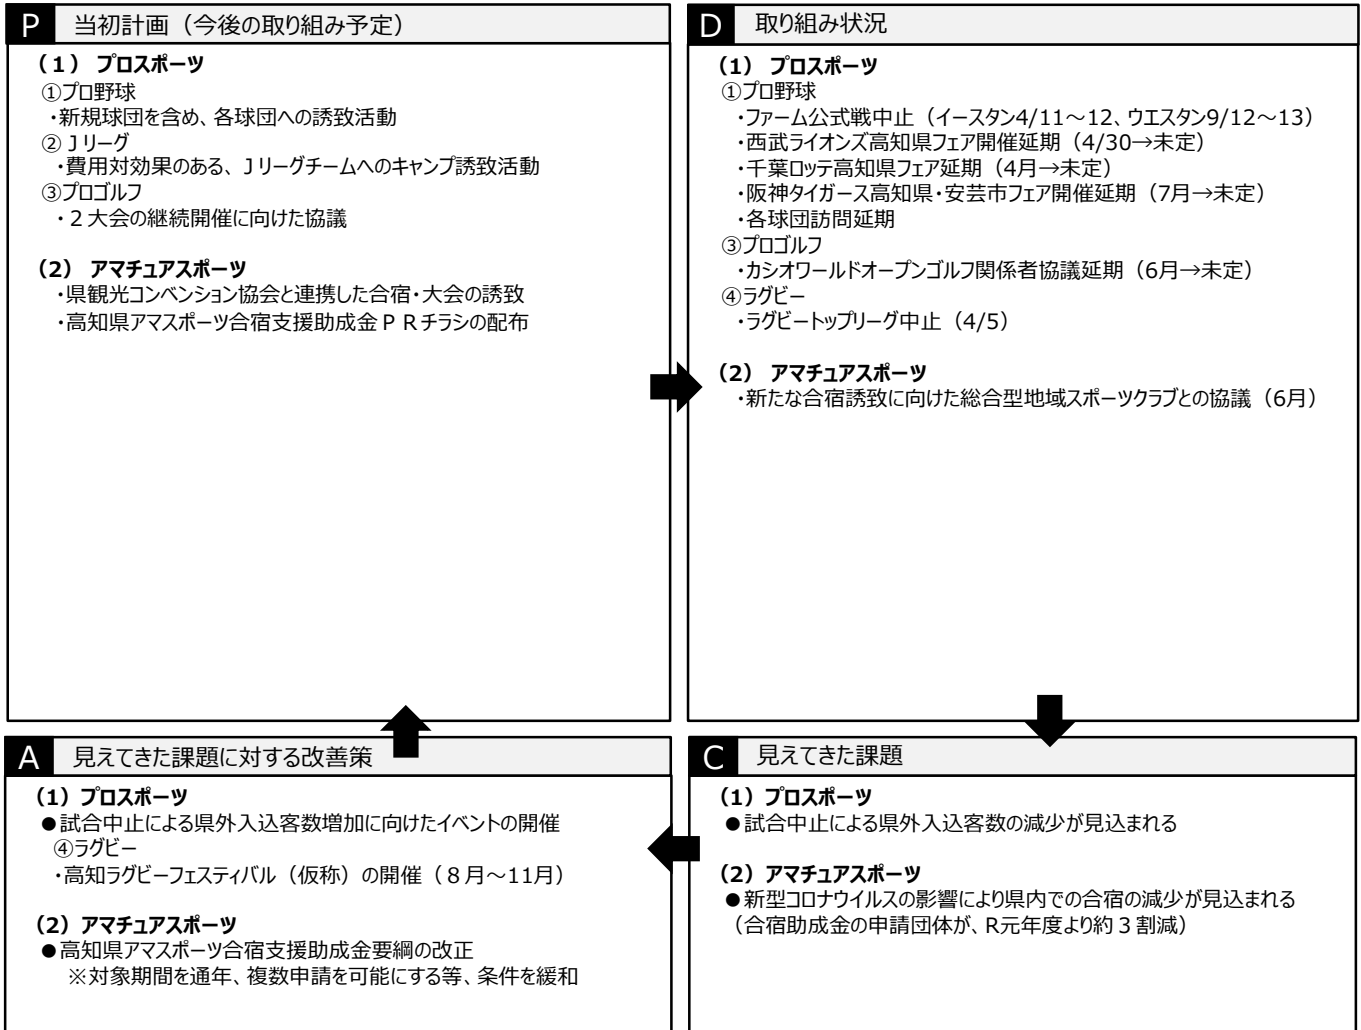 P 当初計画（今後の取り組み予定）
（１） プロスポーツ
①プロ野球
・新規球団を含め、各球団への誘致活動
②Ｊリーグ
・費用対効果のある、Ｊリーグチームへのキャンプ誘致活動
③プロゴルフ
・２大会の継続開催に向けた協議
（2） アマチュアスポーツ
・県観光コンベンション協会と連携した合宿・大会の誘致
・高知県アマスポーツ合宿支援助成金ＰＲチラシの配布
D 取り組み状況
（1） プロスポーツ
①プロ野球
・ファーム公式戦中止（イースタン4/11～12、ウエスタン9/12～13）
・西武ライオンズ高知県フェア開催延期（4/30→未定）
・千葉ロッテ高知県フェア延期（4月→未定）
・阪神タイガース高知県・安芸市フェア開催延期（7月→未定）
・各球団訪問延期
③プロゴルフ
・カシオワールドオープンゴルフ関係者協議延期（6月→未定）
④ラグビー
・ラグビートップリーグ中止（4/5）
（2） アマチュアスポーツ
・新たな合宿誘致に向けた総合型地域スポーツクラブとの協議（6月）
C 見えてきた課題
（1）プロスポーツ
●試合中止による県外入込客数の減少が見込まれる
（2）アマチュアスポーツ
●新型コロナウイルスの影響により県内での合宿の減少が見込まれる
（合宿助成金の申請団体が、R元年度より約３割減）
A 見えてきた課題に対する改善策
（1）プロスポーツ
●試合中止による県外入込客数増加に向けたイベントの開催
④ラグビー
・高知ラグビーフェスティバル（仮称）の開催（８月～11月）
（2）アマチュアスポーツ
●高知県アマスポーツ合宿支援助成金要綱の改正
※対象期間を通年、複数申請を可能にする等、条件を緩和